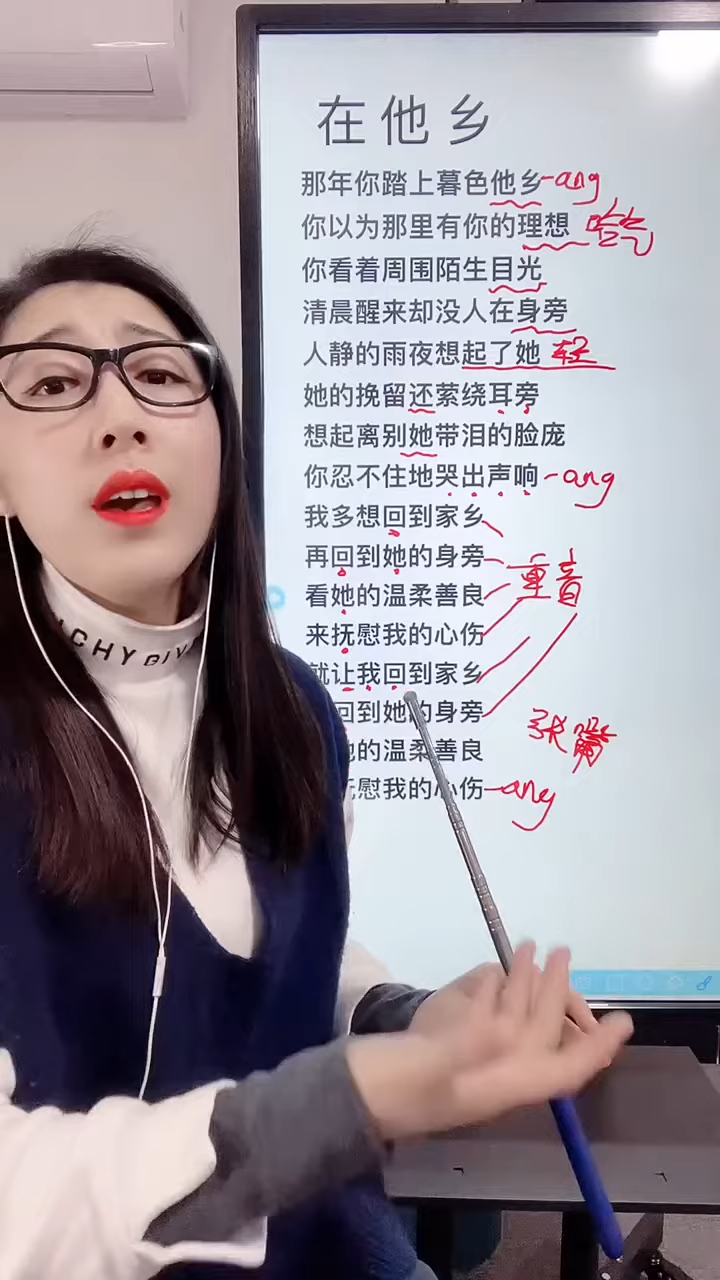 在他乡
那年你踏上暮色他乡-ang
你以为那里有你的理想 哈气
你看着周围陌生目光
清晨醒来却没人在身旁
人静的雨夜想起了她 轻
她的挽留还萦绕耳旁
想起离别她带泪的脸庞
你忍不住地哭出声响-ang
我多想回到家乡
再回到她的身旁
看她的温柔善良
重音
来抚慰我的心伤
就让我回到家乡
回到她的身旁
张嘴
她的温柔善良
抚慰我的心伤-ang